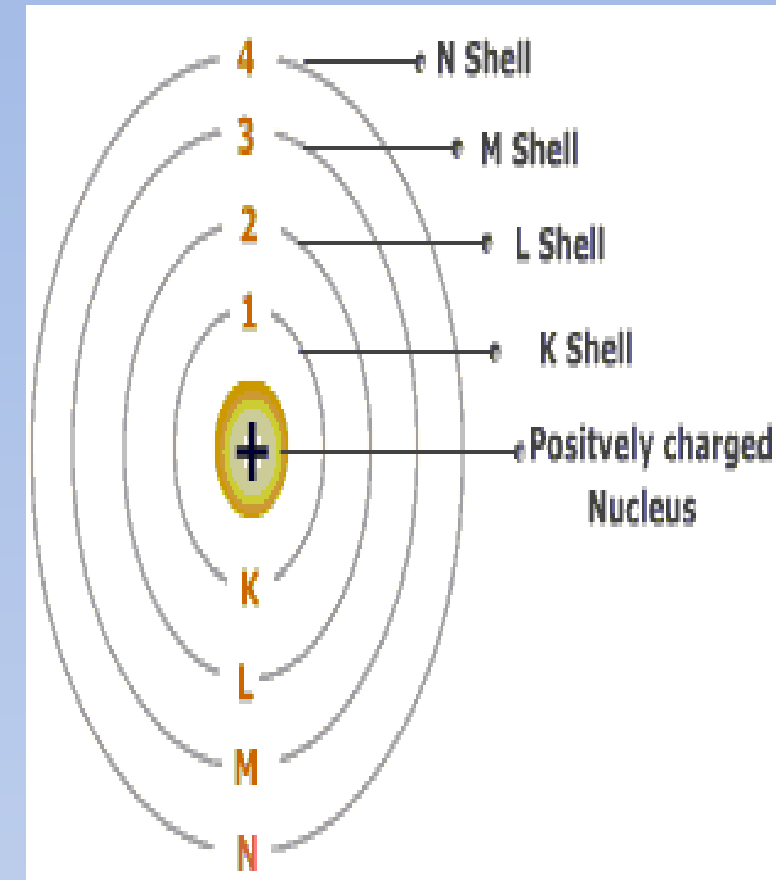 4
N Shell
3
M Shell
2
L Shell
1
K Shell
+
Positvely charged
Nucleus
K
L
M
N